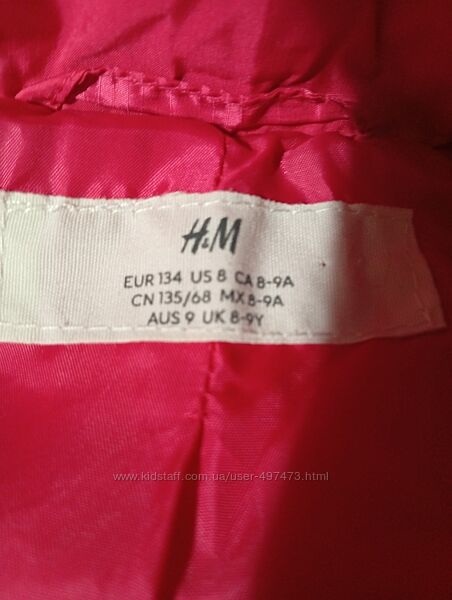 H&M
EUR 134 US 8 CA 8-9A
CN 135/68 MX 8-9A
AUS 9 UK 8-9Y
www.kidstaff.com.ua/user-497473.html